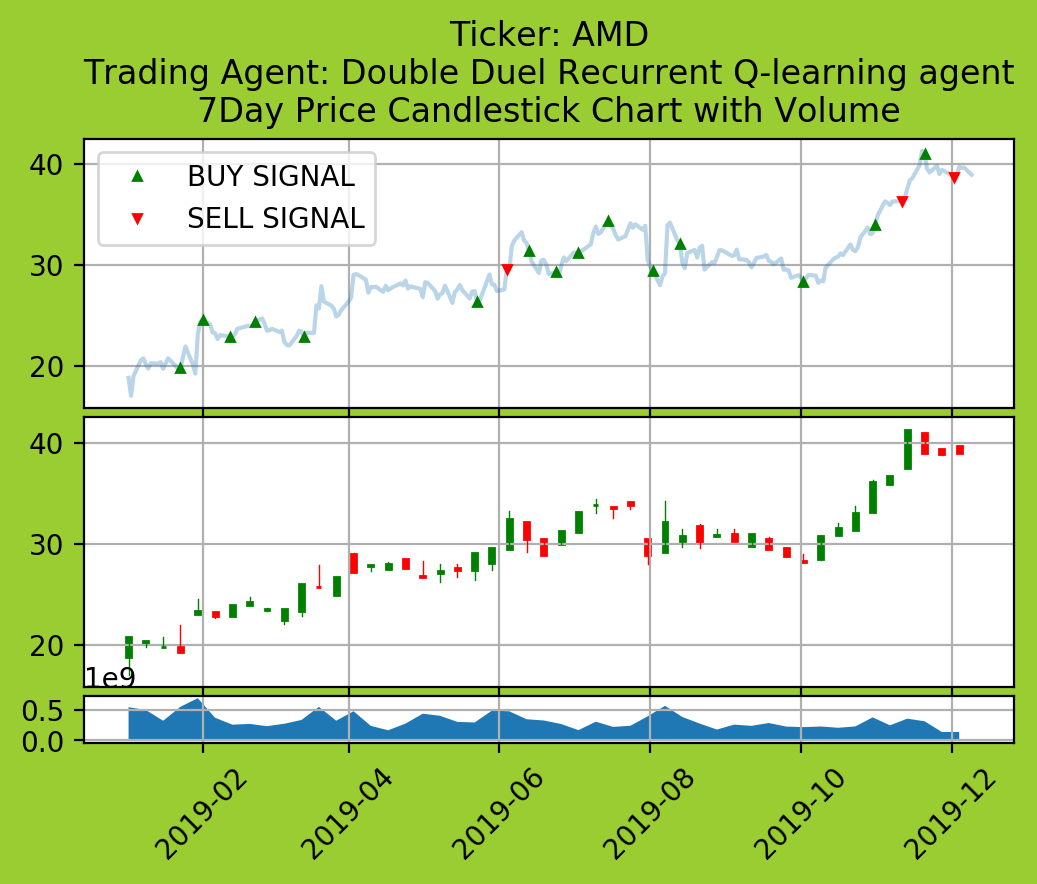 Ticker: AMD
Trading Agent: Double Duel Recurrent Q-learning agent
7Day Price Candlestick Chart with Volume
40
30
20
BUY SIGNAL
SELL SIGNAL
40
30
20
1e9
0.5
0.0
2019-02
2019-04
2019-06
2019-08
2019-10
2019-12